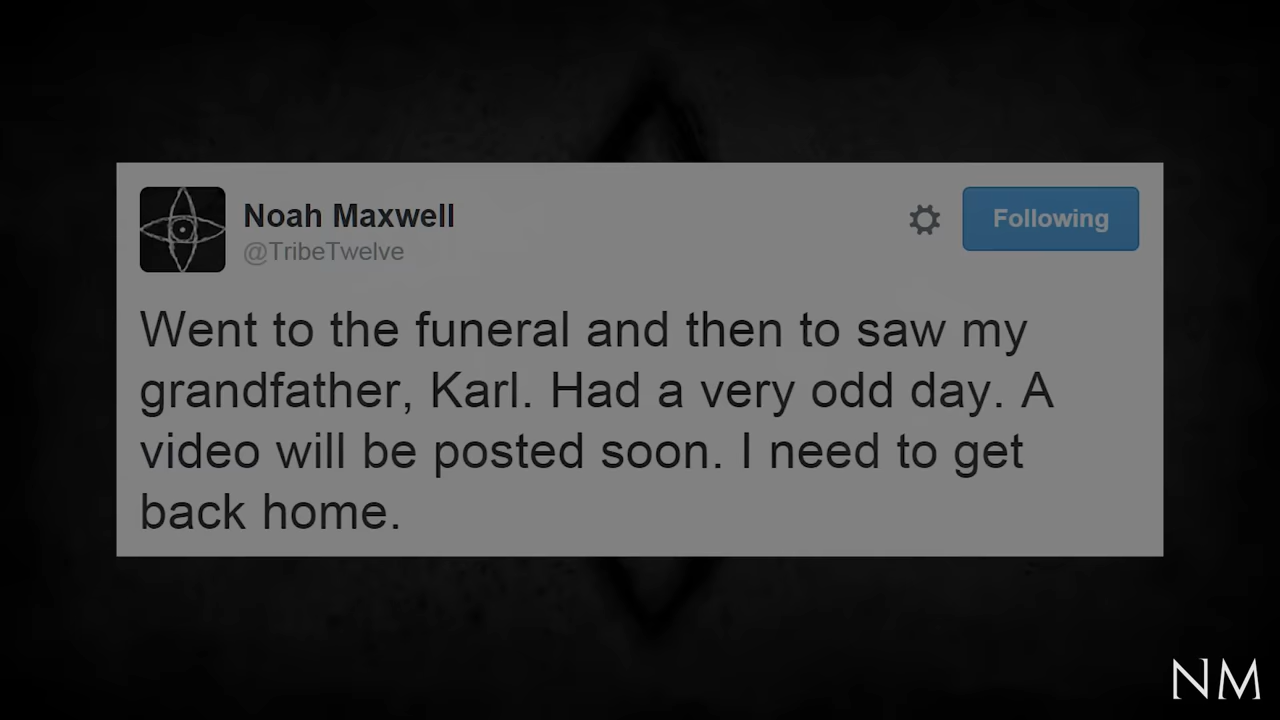 Noah Maxwell
@TribeTwelve
Following
Went to the funeral and then to saw my
grandfather, Karl. Had a very odd day. A
video will be posted soon. I need to get
back home.
NM